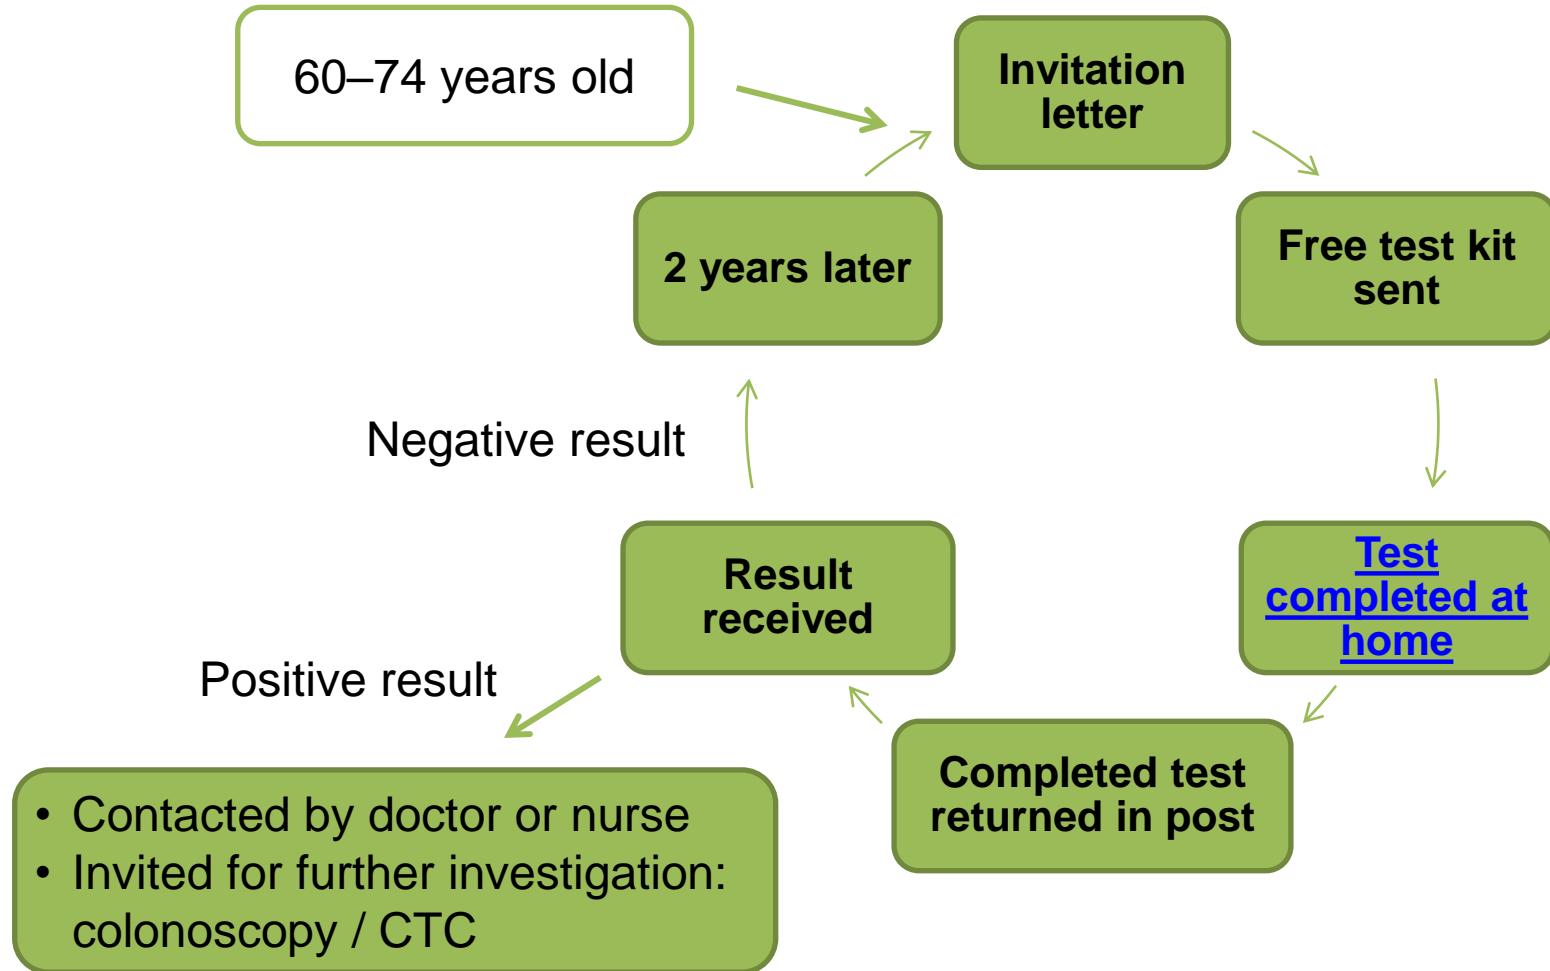 60–74 years old
Invitation
letter
Free test kit
sent
Test
completed at
home
Completed test
returned in post
Result
received
Negative result
2 years later
Positive result
• Contacted by doctor or nurse
• Invited for further investigation:
colonoscopy / CTC